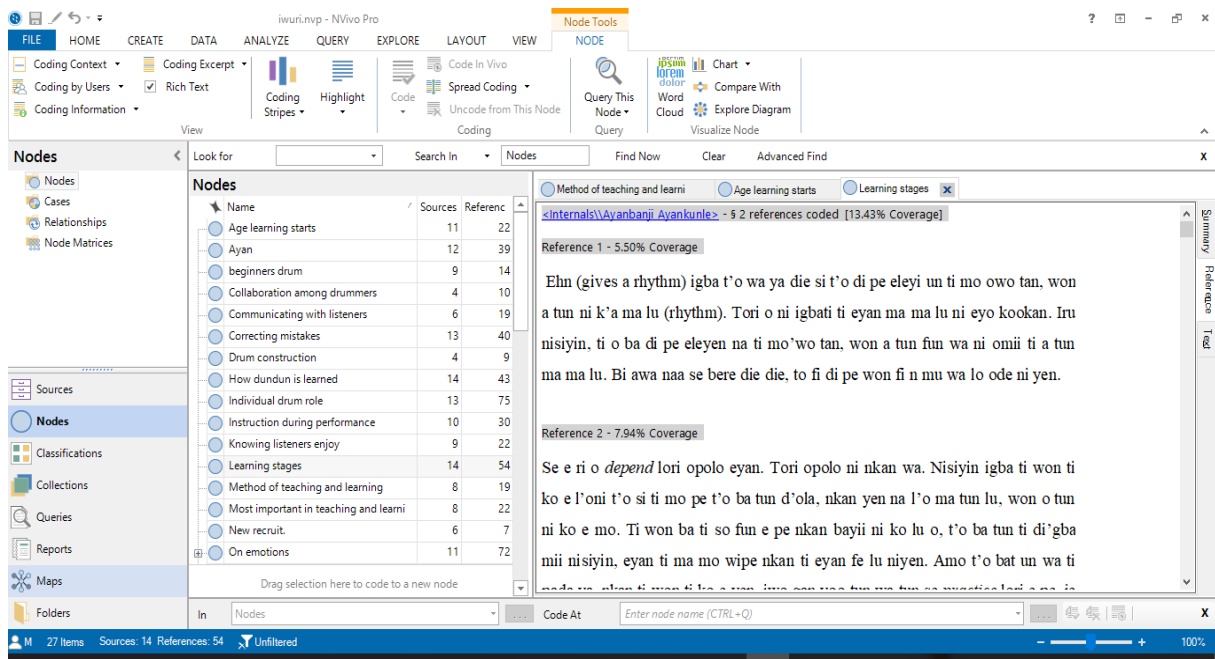 iwuri.nvp - NVivo Pro
Node Tools
?
FILE HOME CREATE DATA ANALYZE QUERY EXPLORE LAYOUT VIEW NODE
Coding Context
Coding by Users
Coding Information
Coding Excerpt
Rich Text
Coding Stripes
Highlight
View
Code
Code In Vivo
Spread Coding
Uncode from This Node
Coding
Query This Node
Query
ipsum
lorem
dolor
Word Cloud
Chart
Compare With
Explore Diagram
Visualize Node
Nodes
Look for
Search In
Nodes
Find Now
Clear
Advanced Find
X
Nodes
Cases
Relationships
Node Matrices
Sources
Nodes
Classifications
Collections
Queries
Reports
Maps
Folders
Nodes
Name Sources Referenc
Age learning starts 11 22
Ayan 12 39
beginners drum 9 14
Collaboration among drummers 4 10
Communicating with listeners 6 19
Correcting mistakes 13 40
Drum construction 4 9
How dundun is learned 14 43
Individual drum role 13 75
Instruction during performance 10 30
Knowing listeners enjoy 9 22
Learning stages 14 54
Method of teaching and learning 8 19
Most important in teaching and learni 8 22
New recruit. 6 7
On emotions 11 72
Drag selection here to code to a new node
Method of teaching and learni
Age learning starts
Learning stages
<Internals\\Ayanbanji Ayankunle> - § 2 references coded [13.43% Coverage]
Reference 1 - 5.50% Coverage
Ehn (gives a rhythm) igba t’o wa ya die si t’o di pe eleyi un ti mo owo tan, won
a tun ni k’a ma lu (rhythm). Tori o ni igbati ti eyan ma ma lu ni eyo kookan. Iru
nisiyin, ti o ba di pe eleyen na ti mo’wo tan, won a tun fun wa ni omii ti a tun
ma ma lu. Bi awa naa se bere die die, to fi di pe won fi n mu wa lo ode ni yen.
Reference 2 - 7.94% Coverage
Se e ri o depend lori opolo eyan. Tori opolo ni nkan wa. Nisiyin igba ti won ti
ko e l’oni t’o si ti mo pe t’o ba tun d’ola, nkan yen na l’o ma tun lu, won o tun
ni ko e mo. Ti won ba ti so fun e pe nkan bayii ni ko lu o, t’o ba tun ti di’gba
mii nisiyin, eyan ti ma mo wipe nkan ti eyan fe lu niyen. Amo t’o bat un wa ti
Summary
Reference
Text
In Nodes
...
Code At Enter node name (CTRL+Q)
...
X
M 27 Items Sources: 14 References: 54 Unfiltered
- + 100%